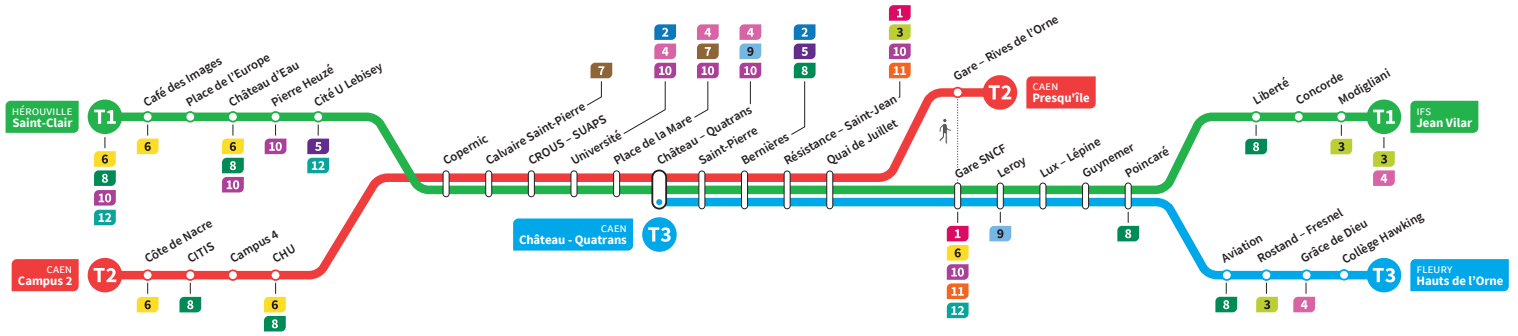 HÉROUVILLE
Saint-Clair
T1
6
8
10
12
Café des Images
6
Place de l'Europe
Château d'Eau
6
8
10
Pierre Heuzé
10
Cité U Lebisey
5
12
CAEN
Campus 2
T2
Côte de Nacre
6
CITIS
8
Campus 4
CHU
6
8
Copernic
Calvaire Saint-Pierre
7
CROUS – SUAPS
Université
2
4
10
Place de la Mare
4
7
10
Château – Quatrans
4
9
10
CAEN
Château - Quatrans
T3
Saint-Pierre
Bernières
2
5
8
Résistance – Saint-Jean
1
3
10
11
Quai de Juillet
Gare – Rives de l'Orne
T2
CAEN
Presqu'île
Gare SNCF
1
6
10
11
12
Leroy
9
Lux – Lépine
Guynemer
Poincaré
8
Liberté
8
Concorde
Modigliani
3
T1
3
4
IFS
Jean Vilar
Aviation
8
Rostand – Fresnel
3
Grâce de Dieu
4
Collège Hawking
T3
FLEURY
Hauts de l'Orne